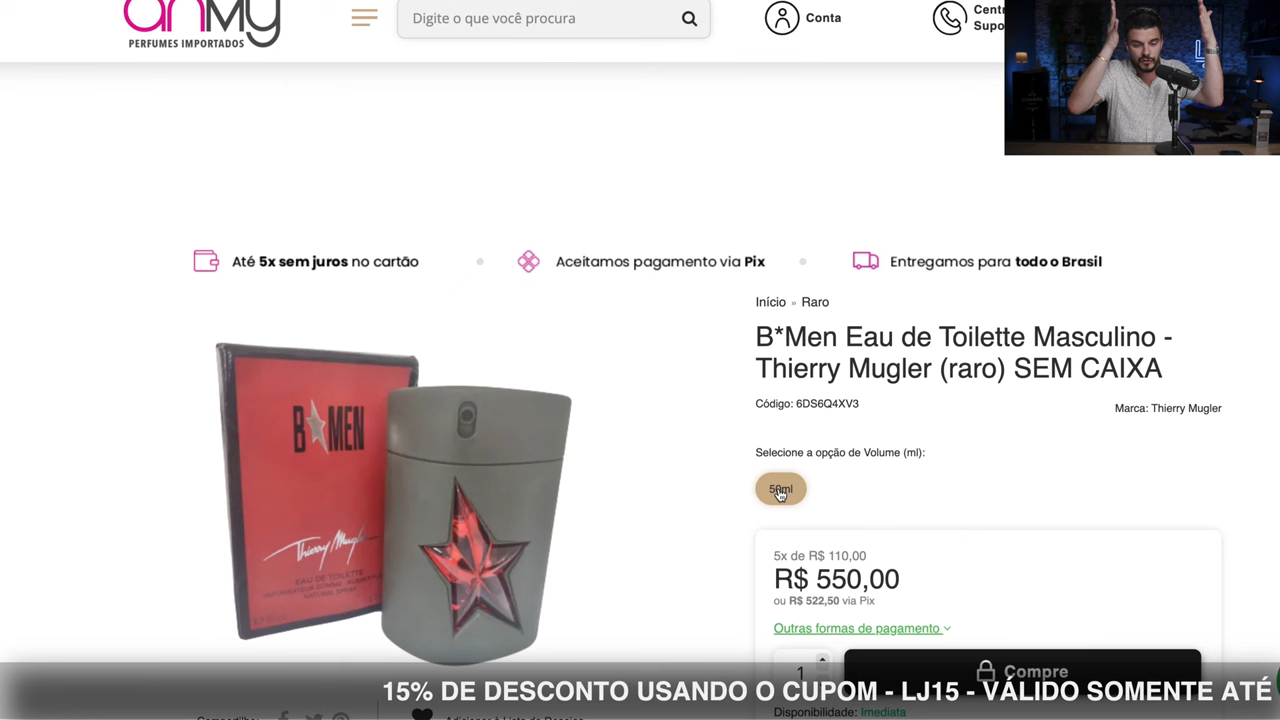 anMy
PERFUMES IMPORTADOS
Digite o que você procura
Conta
Até 5x sem juros no cartão
Aceitamos pagamento via Pix
Entregamos para todo o Brasil
Início » Raro
B*Men Eau de Toilette Masculino -
Thierry Mugler (raro) SEM CAIXA
Código: 6DS6Q4XV3
Marca: Thierry Mugler
Selecione a opção de Volume (ml):
50ml
B MEN
Thierry Mugler
EAU DE TOILETTE
NATURAL SPRAY
5x de R$ 110,00
R$ 550,00
ou R$ 522,50 via Pix
Outras formas de pagamento
1
Compre
15% DE DESCONTO USANDO O CUPOM - LJ15 - VÁLIDO SOMENTE ATÉ
Disponibilidade: Imediata